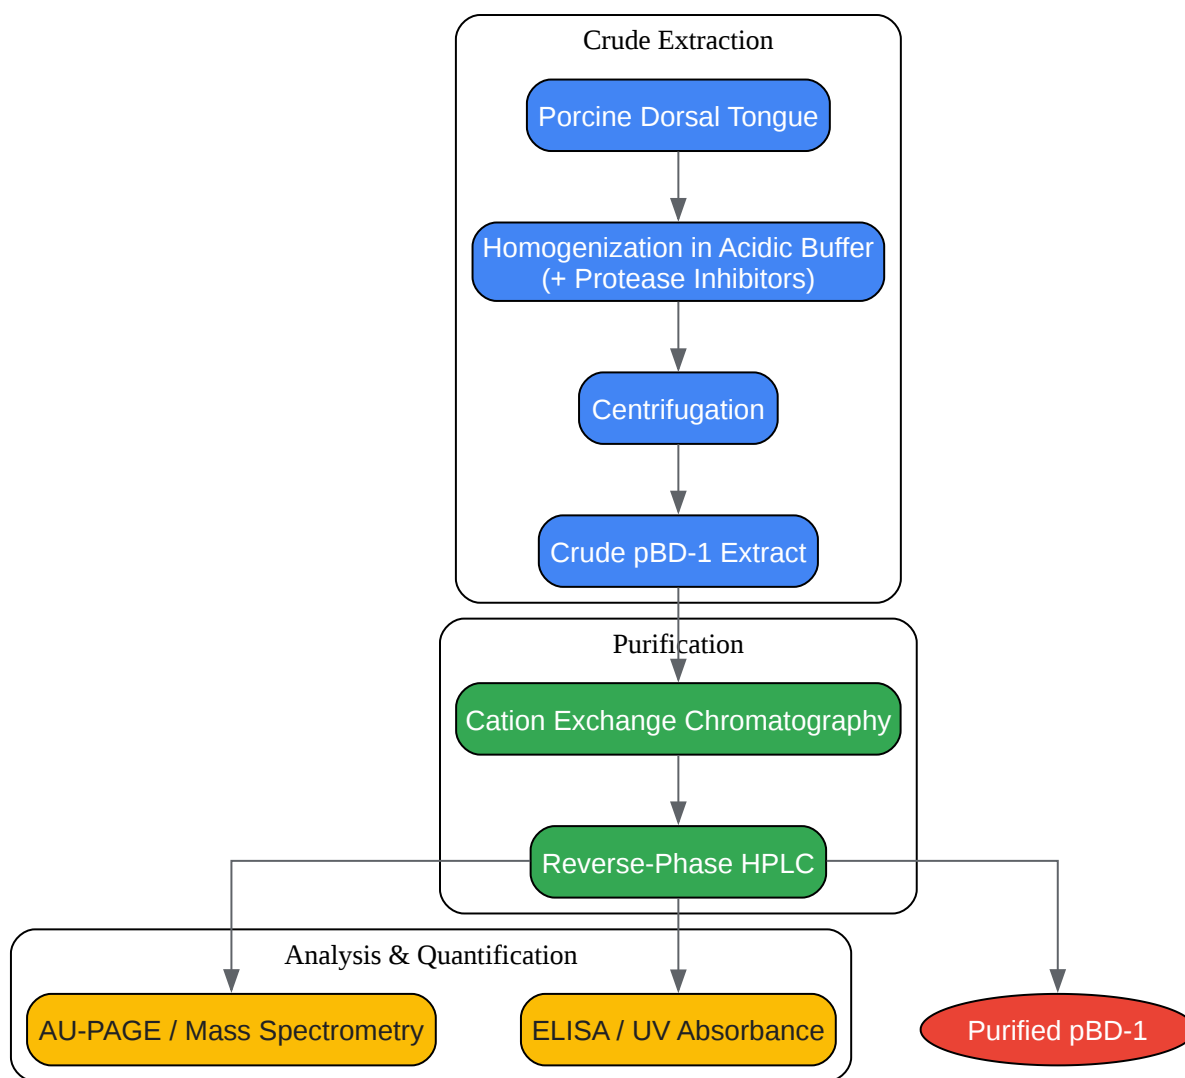 Crude Extraction
Porcine Dorsal Tongue
Homogenization in Acidic Buffer
(+ Protease Inhibitors)
Centrifugation
Crude pBD-1 Extract
Purification
Cation Exchange Chromatography
Reverse-Phase HPLC
Analysis & Quantification
AU-PAGE / Mass Spectrometry
ELISA / UV Absorbance
Purified pBD-1